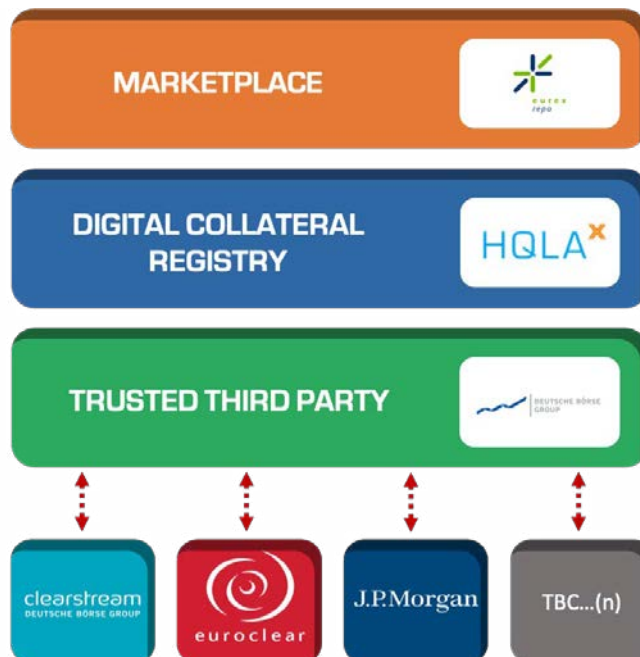 MARKETPLACE
eurex
repo
DIGITAL COLLATERAL
REGISTRY
HQLAx
TRUSTED THIRD PARTY
DEUTSCHE BÖRSE
GROUP
clearstream
DEUTSCHE BÖRSE GROUP
euroclear
J.P.Morgan
TBC...(n)